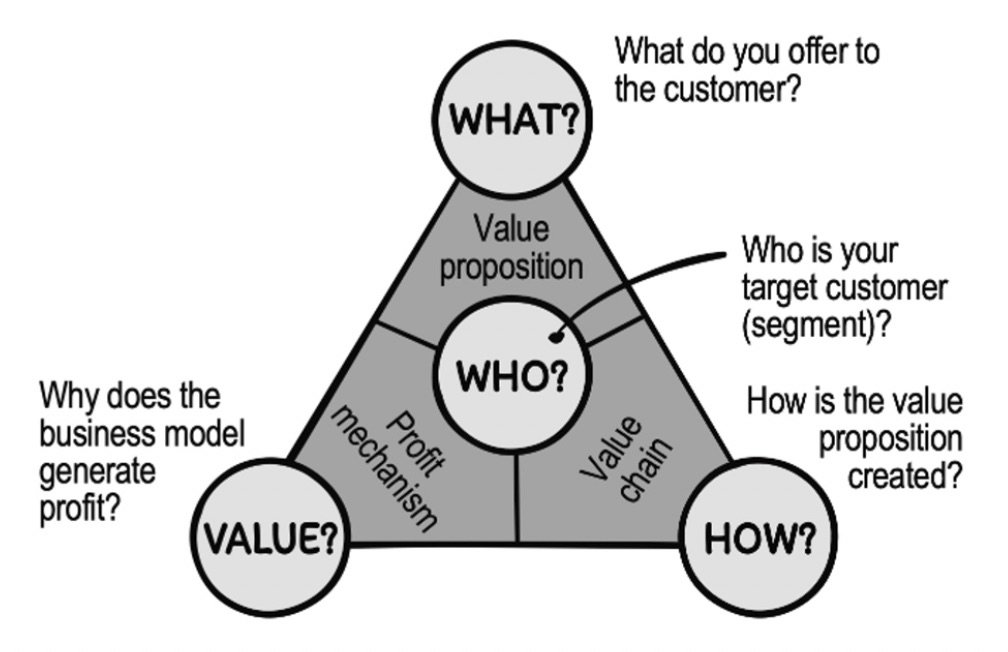 What do you offer to
the customer?
WHAT?
Value
proposition
Who is your
target customer
(segment)?
WHO?
Why does the
business model
generate
profit?
How is the value
proposition
created?
Profit
mechanism
Value
chain
VALUE?
HOW?